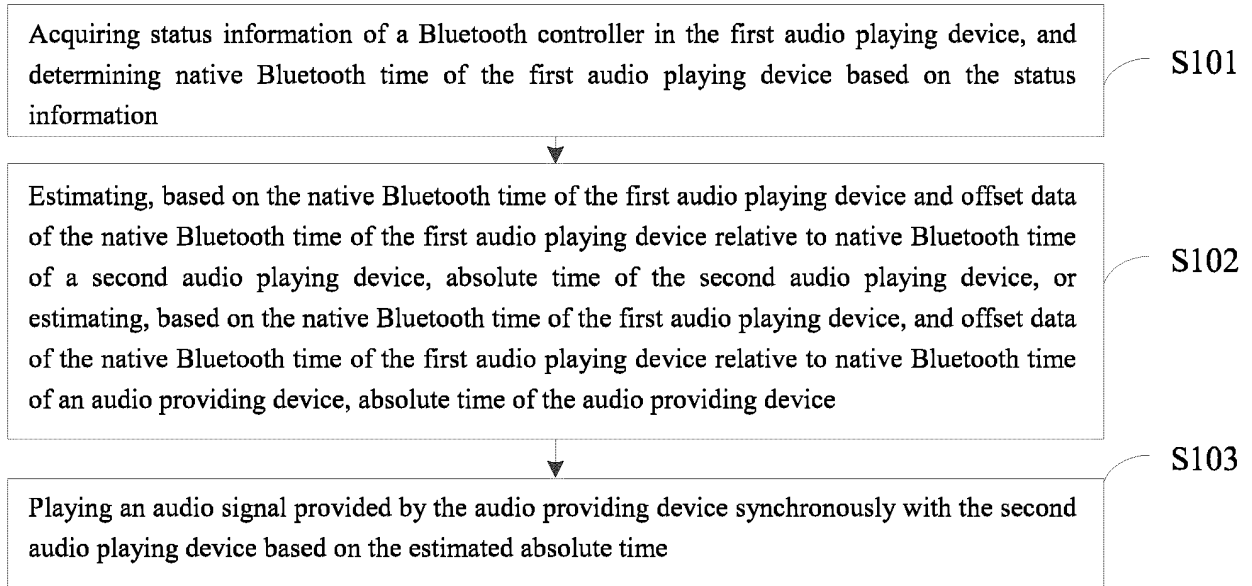 Acquiring status information of a Bluetooth controller in the first audio playing device, and
determining native Bluetooth time of the first audio playing device based on the status
information
S101
Estimating, based on the native Bluetooth time of the first audio playing device and offset data
of the native Bluetooth time of the first audio playing device relative to native Bluetooth time
of a second audio playing device, absolute time of the second audio playing device, or
estimating, based on the native Bluetooth time of the first audio playing device, and offset data
of the native Bluetooth time of the first audio playing device relative to native Bluetooth time
of an audio providing device, absolute time of the audio providing device
S102
Playing an audio signal provided by the audio providing device synchronously with the second
audio playing device based on the estimated absolute time
S103